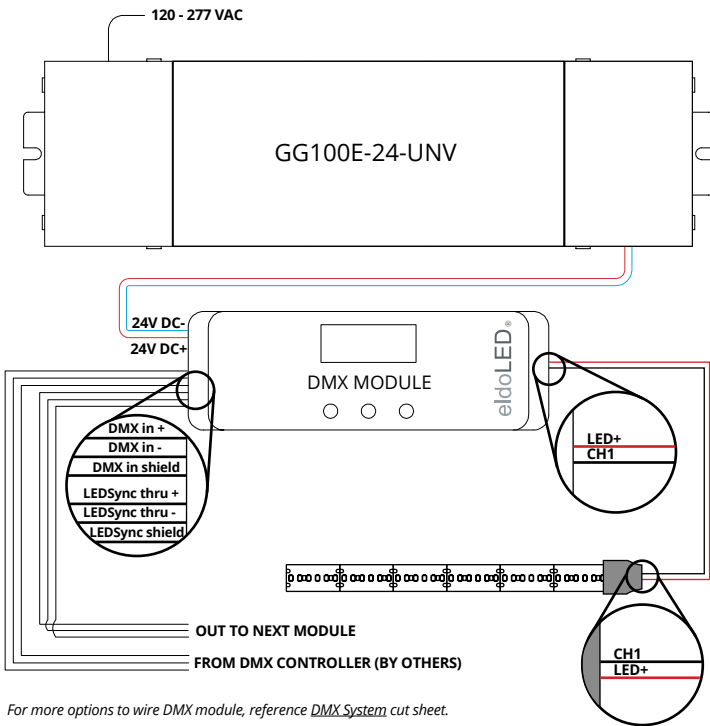 120 - 277 VAC
GG100E-24-UNV
24V DC-
24V DC+
DMX MODULE
eldoLED®
DMX in +
DMX in -
DMX in shield
LEDSync thru +
LEDSync thru -
LEDSync shield
LED+
CH1
OUT TO NEXT MODULE
FROM DMX CONTROLLER (BY OTHERS)
CH1
LED+
For more options to wire DMX module, reference DMX System cut sheet.